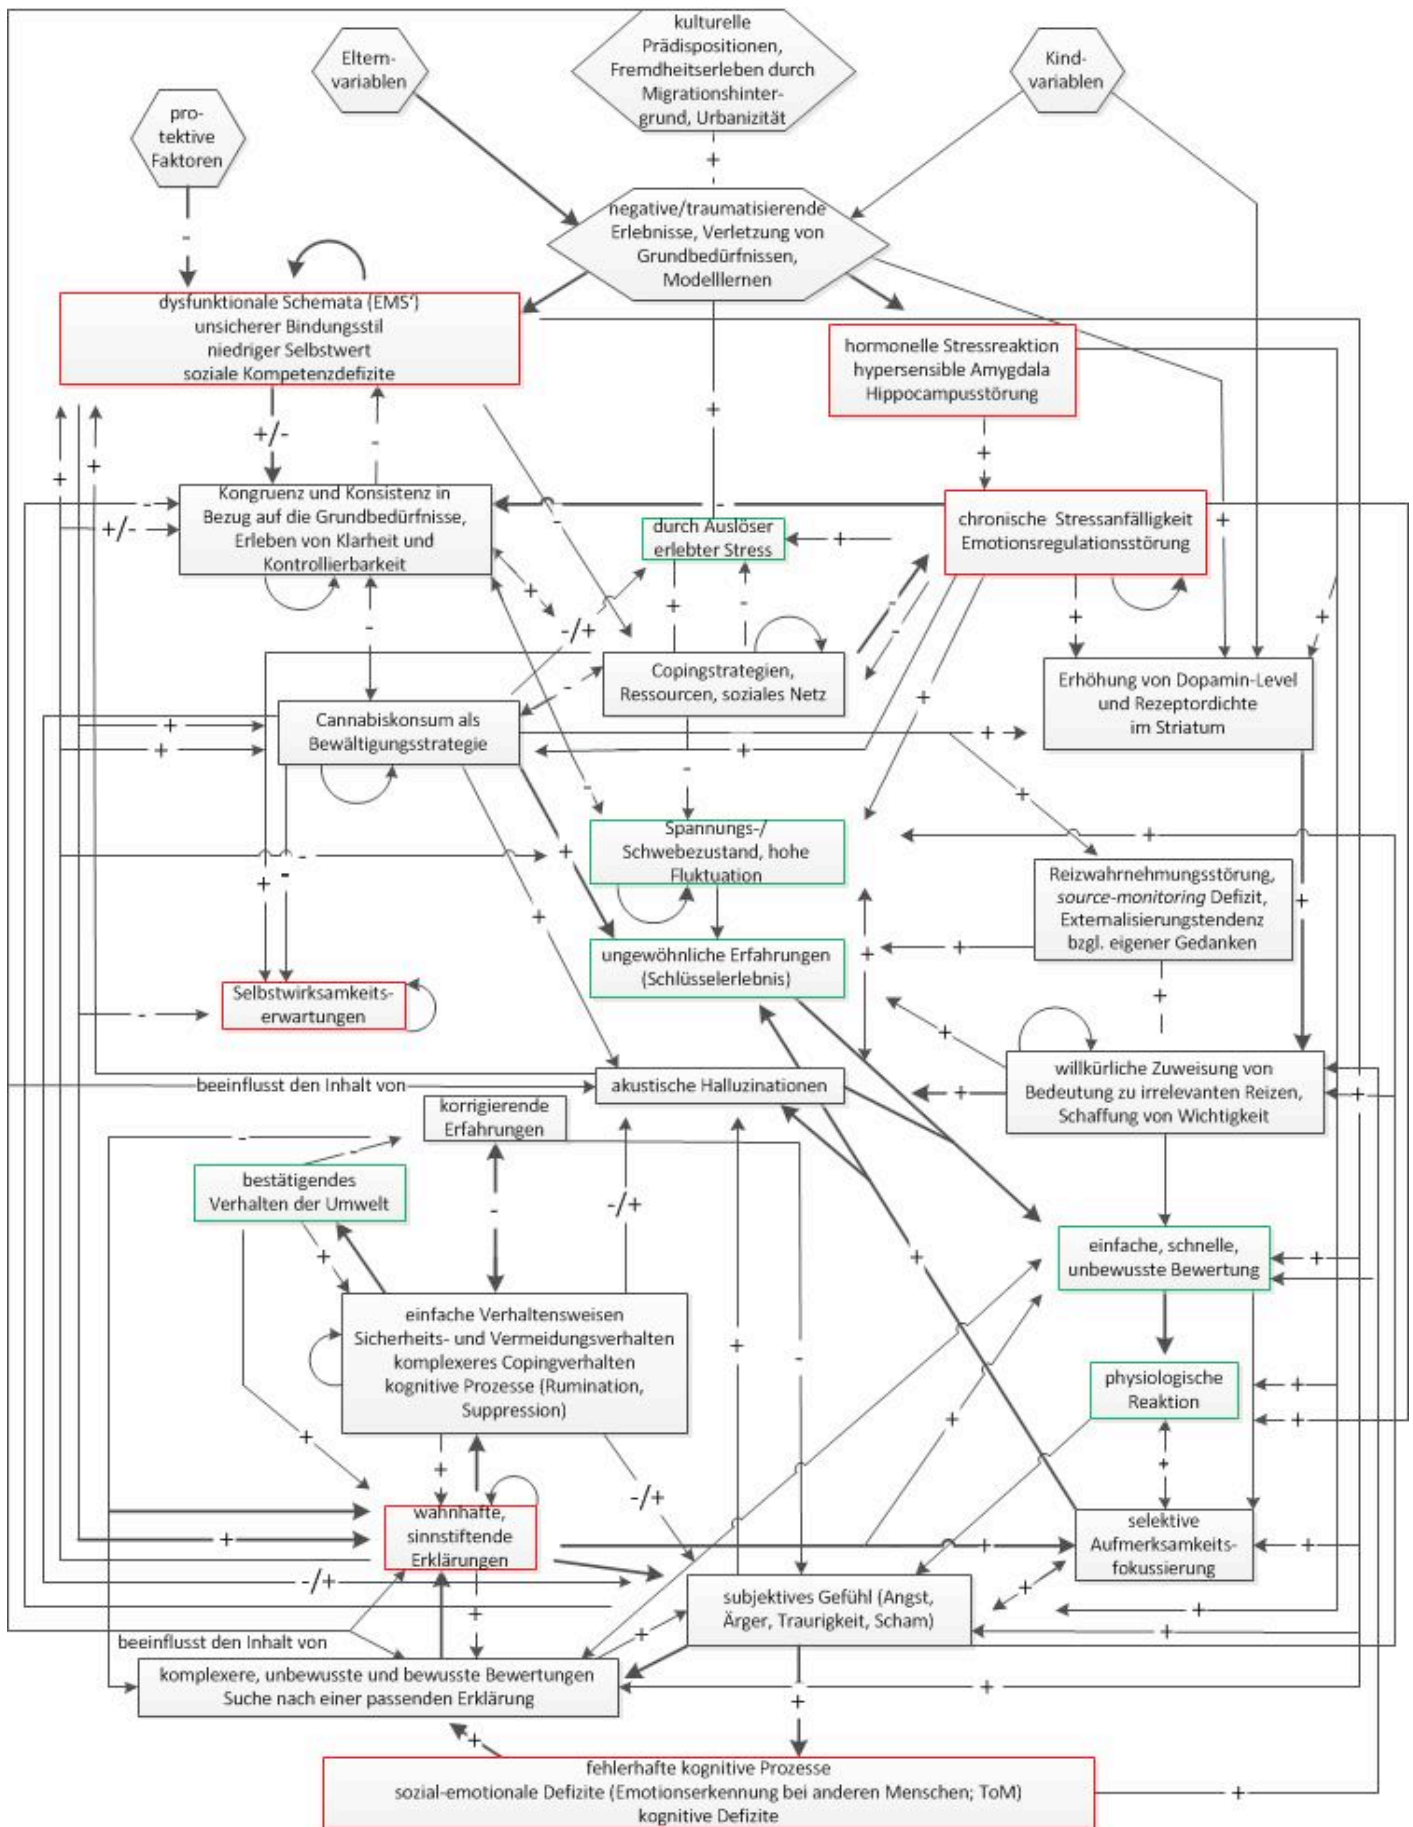 kulturelle
Prädispositionen,
Fremdheitserleben durch
Migrationshinter-
grund, Urbanizität
Eltern-
variablen
Kind-
variablen
pro-
tektive
Faktoren
+
-
negative/traumatisierende
Erlebnisse, Verletzung von
Grundbedürfnissen,
Modelllernen
dysfunktionale Schemata (EMS‘)
unsicherer Bindungsstil
niedriger Selbstwert
soziale Kompetenzdefizite
hormonelle Stressreaktion
hypersensible Amygdala
Hippocampusstörung
+
+/-
-
+
+
+
Kongruenz und Konsistenz in
Bezug auf die Grundbedürfnisse,
Erleben von Klarheit und
Kontrollierbarkeit
-
+/-
-
-
durch Auslöser
erlebter Stress
+
chronische Stressanfälligkeit
Emotionsregulationsstörung
+
+
-/+
-
+
-
-
-
+
+
Copingstrategien,
Ressourcen, soziales Netz
-
+
Erhöhung von Dopamin-Level
und Rezeptordichte
im Striatum
Cannabiskonsum als
Bewältigungsstrategie
+
+
+
+
-
-
+
Spannungs-/
Schwebezustand, hohe
Fluktuation
-
+
+
Reizwahrnehmungsstörung,
source-monitoring Defizit,
Externalisierungstendenz
bzgl. eigener Gedanken
+
-
+
+
ungewöhnliche Erfahrungen
(Schlüsselerlebnis)
+
+
+
Selbstwirksamkeits-
erwartungen
-
+
+
willkürliche Zuweisung von
Bedeutung zu irrelevanten Reizen,
Schaffung von Wichtigkeit
+
+
beeinflusst den Inhalt von
akustische Halluzinationen
korrigierende
Erfahrungen
-
-
bestätigendes
Verhalten der Umwelt
-
-/+
+
+
einfache, schnelle,
unbewusste Bewertung
+
einfache Verhaltensweisen
Sicherheits- und Vermeidungsverhalten
komplexeres Copingverhalten
kognitive Prozesse (Rumination,
Suppression)
+
-
physiologische
Reaktion
+
+
+
+
+
-/+
+
wahnhafte,
sinnstiftende
Erklärungen
+
+
selektive
Aufmerksamkeits-
fokussierung
+
-/+
+
+
subjektives Gefühl (Angst,
Ärger, Traurigkeit, Scham)
+
+
+
beeinflusst den Inhalt von
komplexere, unbewusste und bewusste Bewertungen
Suche nach einer passenden Erklärung
+
+
+
fehlerhafte kognitive Prozesse
sozial-emotionale Defizite (Emotionserkennung bei anderen Menschen; ToM)
kognitive Defizite
+